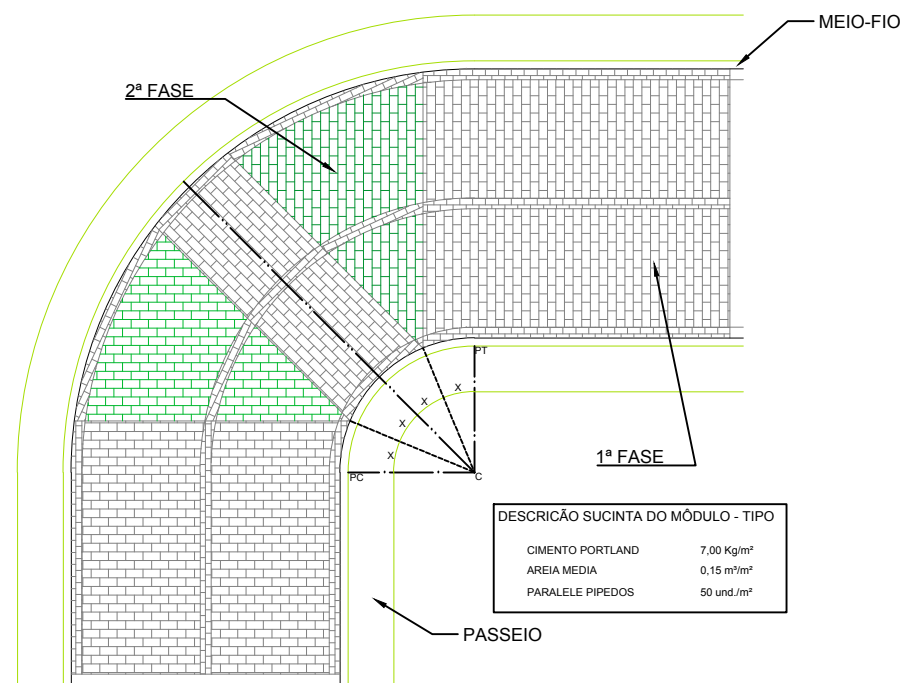 MEIO-FIO
2ª FASE
PT
X
X
X
X
1ª FASE
PC
C
DESCRICÃO SUCINTA DO MÔDULO - TIPO
CIMENTO PORTLAND 7,00 Kg/m²
AREIA MEDIA 0,15 m³/m²
PARALELE PIPEDOS 50 und./m²
PASSEIO